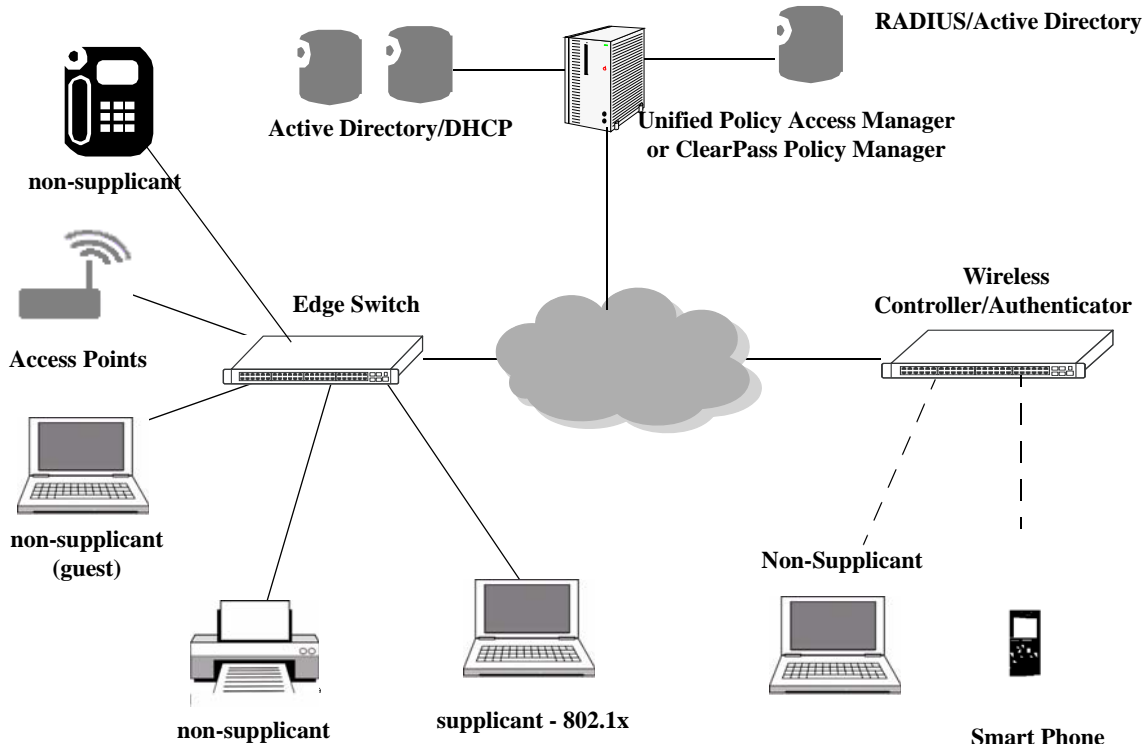 RADIUS/Active Directory
Active Directory/DHCP
Unified Policy Access Manager
or ClearPass Policy Manager
non-supplicant
Edge Switch
Wireless
Controller/Authenticator
Access Points
non-supplicant
(guest)
Non-Supplicant
non-supplicant
supplicant - 802.1x
Smart Phone